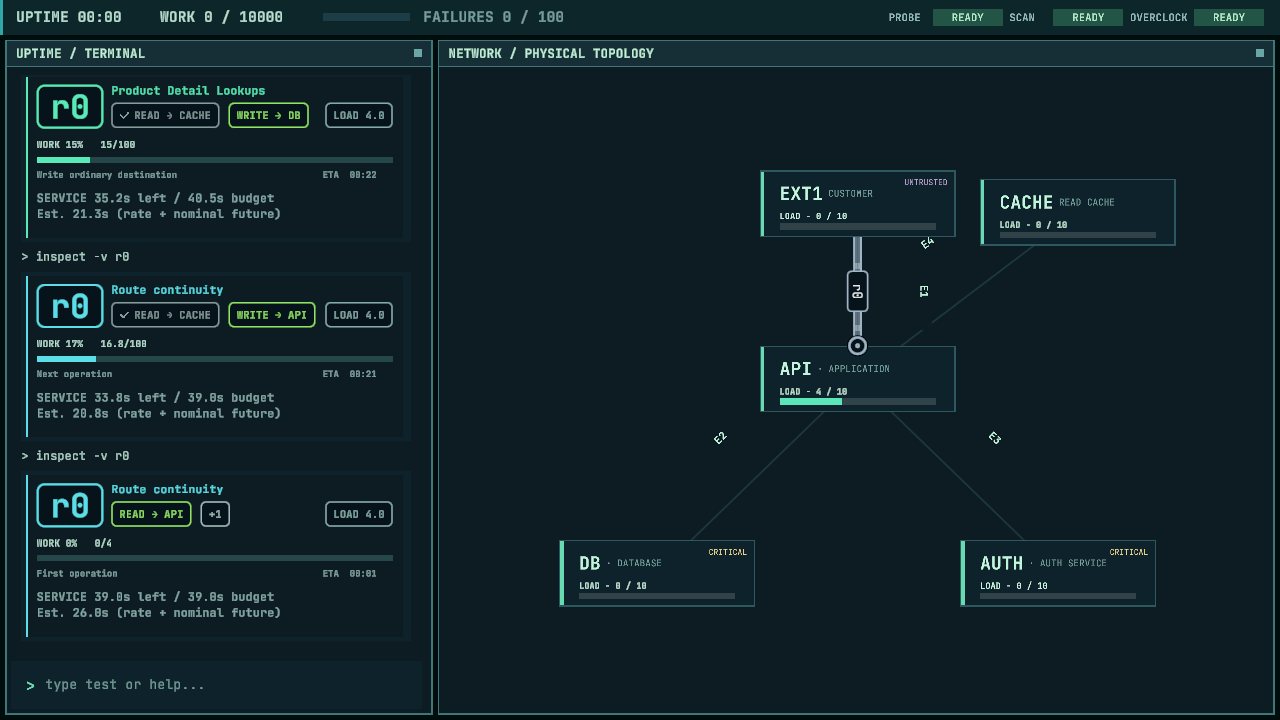 UPTIME 00:00 WORK 0 / 10000 FAILURES 0 / 100 PROBE READY SCAN READY OVERCLOCK READY
UPTIME / TERMINAL
r0 Product Detail Lookups
✓ READ → CACHE WRITE → DB LOAD 4.0
WORK 15% 15/100
Write ordinary destination ETA 00:22
SERVICE 35.2s left / 40.5s budget
Est. 21.3s (rate + nominal future)
> inspect -v r0
r0 Route continuity
✓ READ → CACHE WRITE → API LOAD 4.0
WORK 17% 16.8/100
Next operation ETA 00:21
SERVICE 33.8s left / 39.0s budget
Est. 20.8s (rate + nominal future)
> inspect -v r0
r0 Route continuity
READ → API +1 LOAD 4.0
WORK 0% 0/4
First operation ETA 00:01
SERVICE 39.0s left / 39.0s budget
Est. 26.0s (rate + nominal future)
> type test or help...
NETWORK / PHYSICAL TOPOLOGY
UNTRUSTED
EXT1 CUSTOMER
LOAD - 0 / 10
CACHE READ CACHE
LOAD - 0 / 10
E4
E1
r0
API · APPLICATION
LOAD - 4 / 10
E2
E3
CRITICAL
DB · DATABASE
LOAD - 0 / 10
CRITICAL
AUTH · AUTH SERVICE
LOAD - 0 / 10